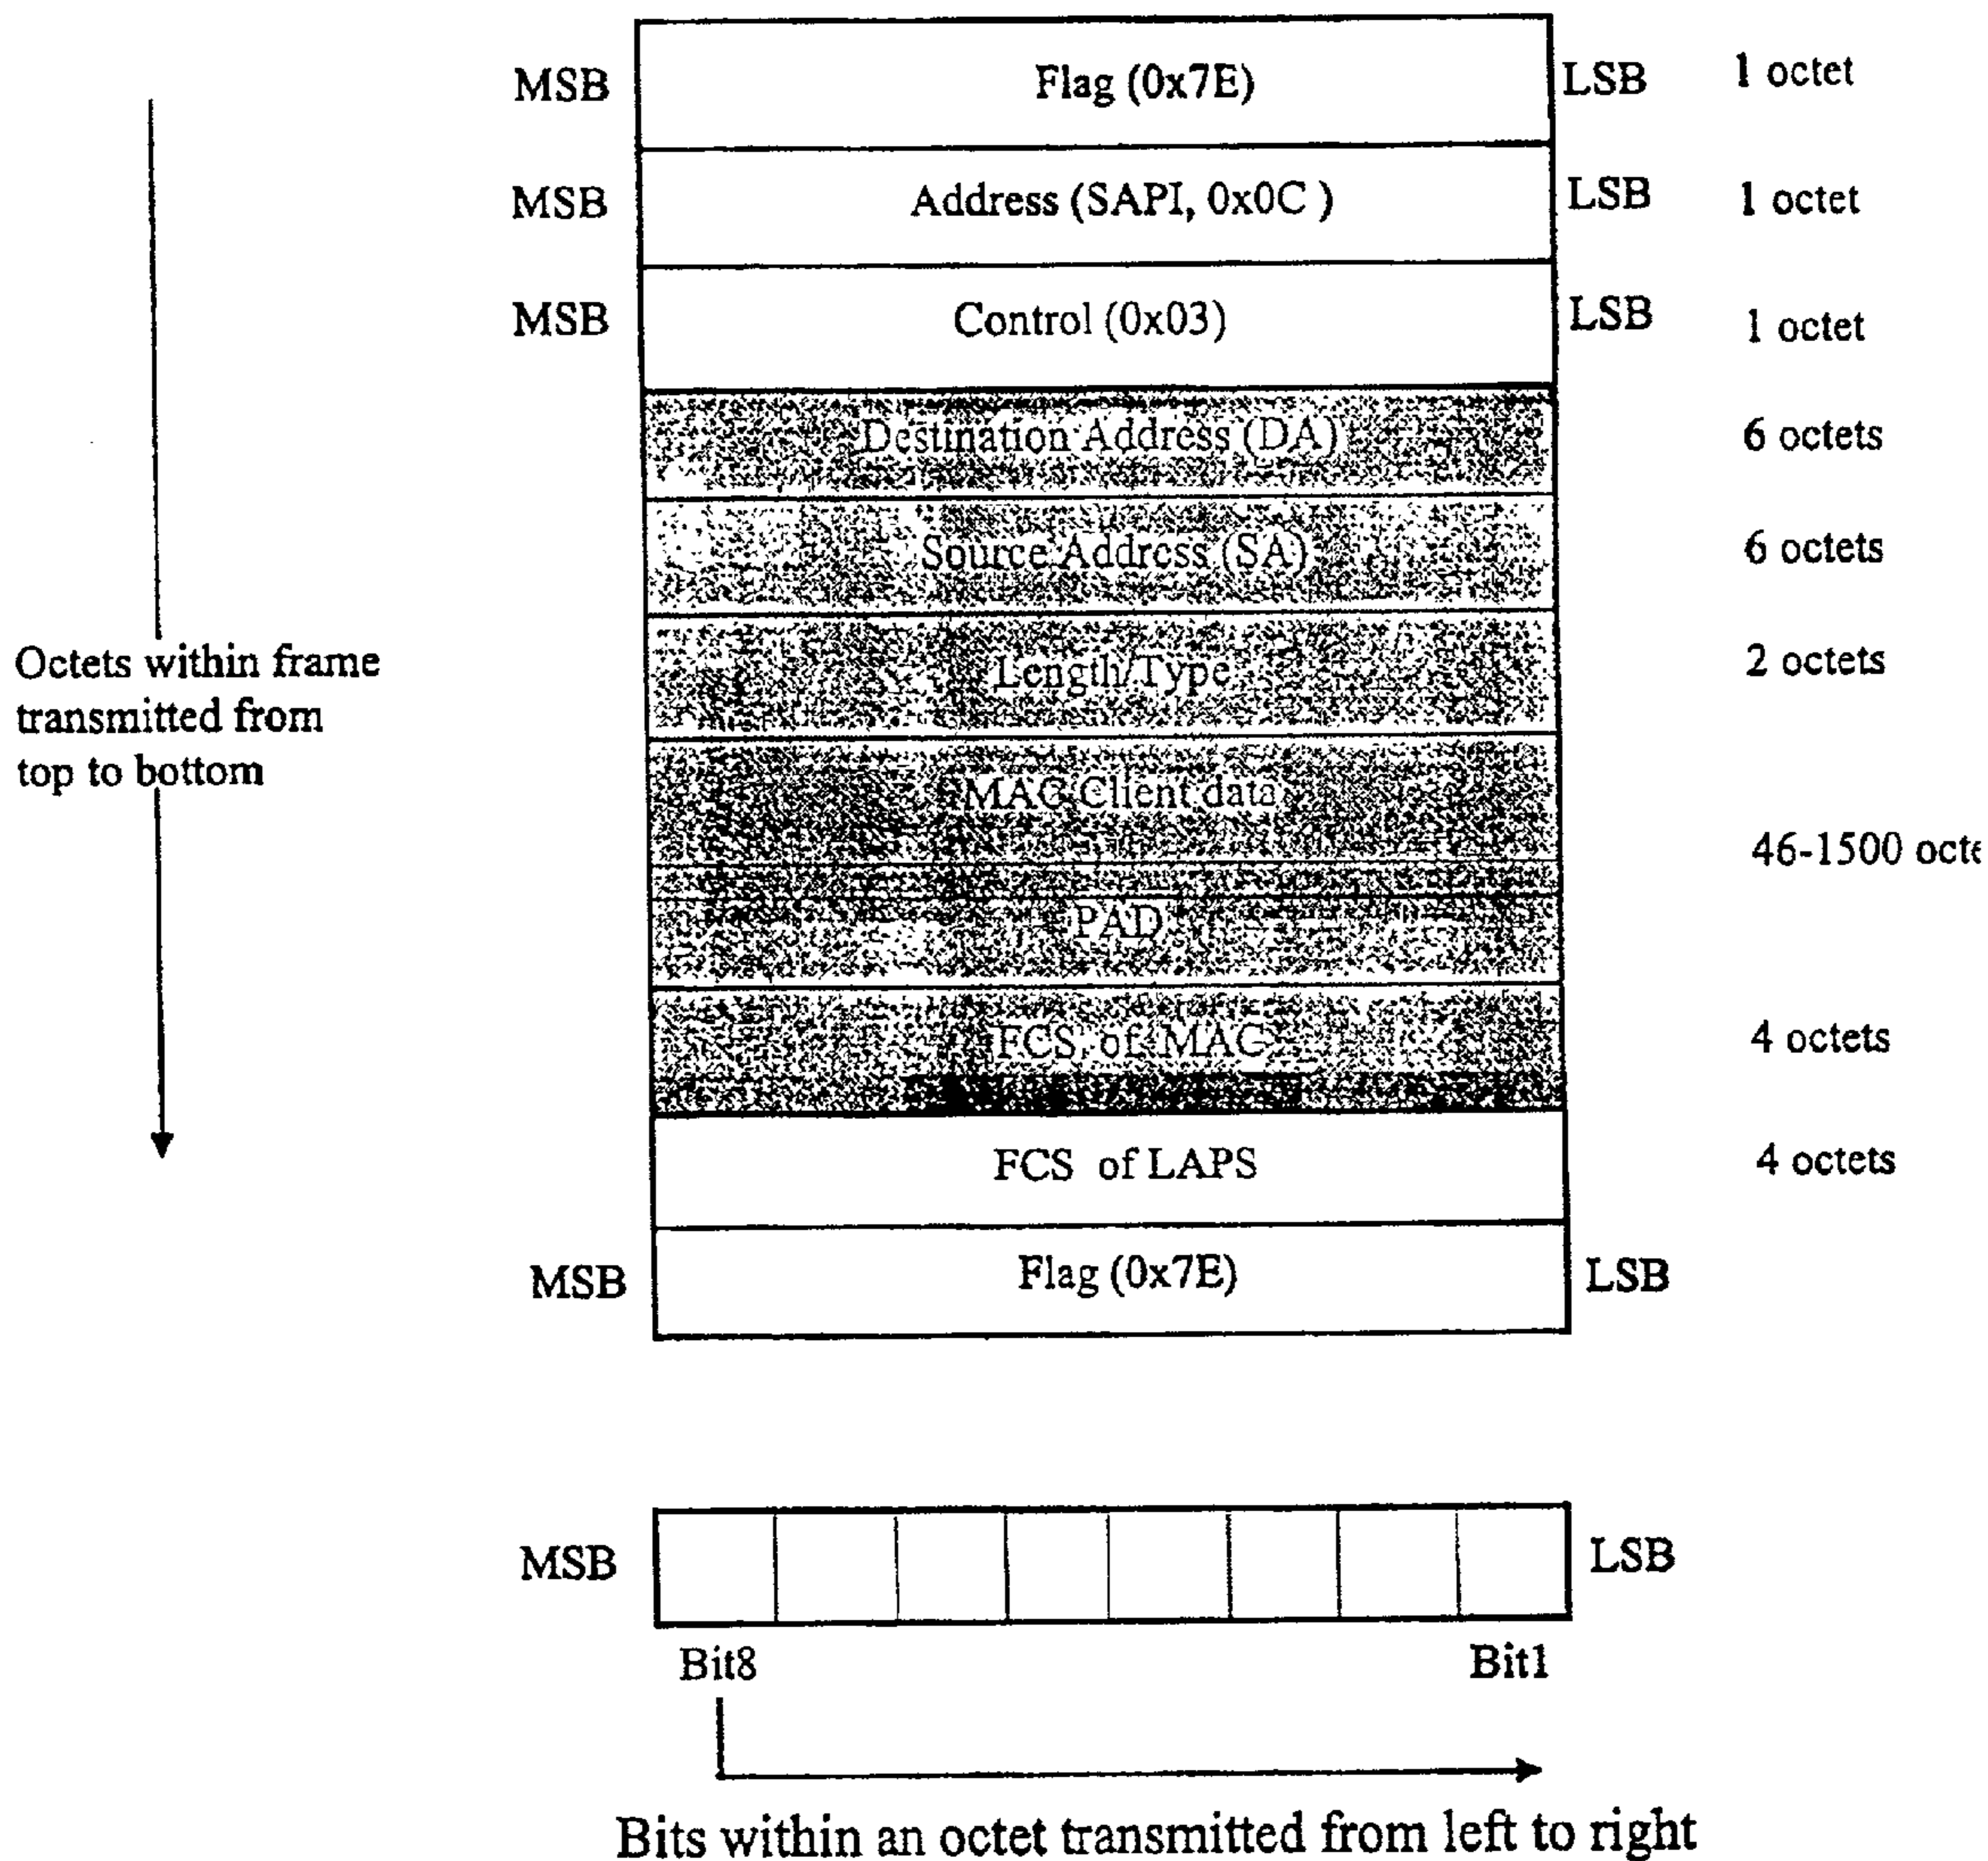 MSB Flag (0x7E) LSB 1 octet
MSB Address (SAPI, 0x0C ) LSB 1 octet
MSB Control (0x03) LSB 1 octet
Destination Address (DA) 6 octets
Source Address (SA) 6 octets
Length/Type 2 octets
Octets within frame
transmitted from
top to bottom
MAC Client data
46-1500 octe
PAD
FCS of MAC 4 octets
FCS of LAPS 4 octets
MSB Flag (0x7E) LSB
MSB LSB
Bit8 Bit1
Bits within an octet transmitted from left to right